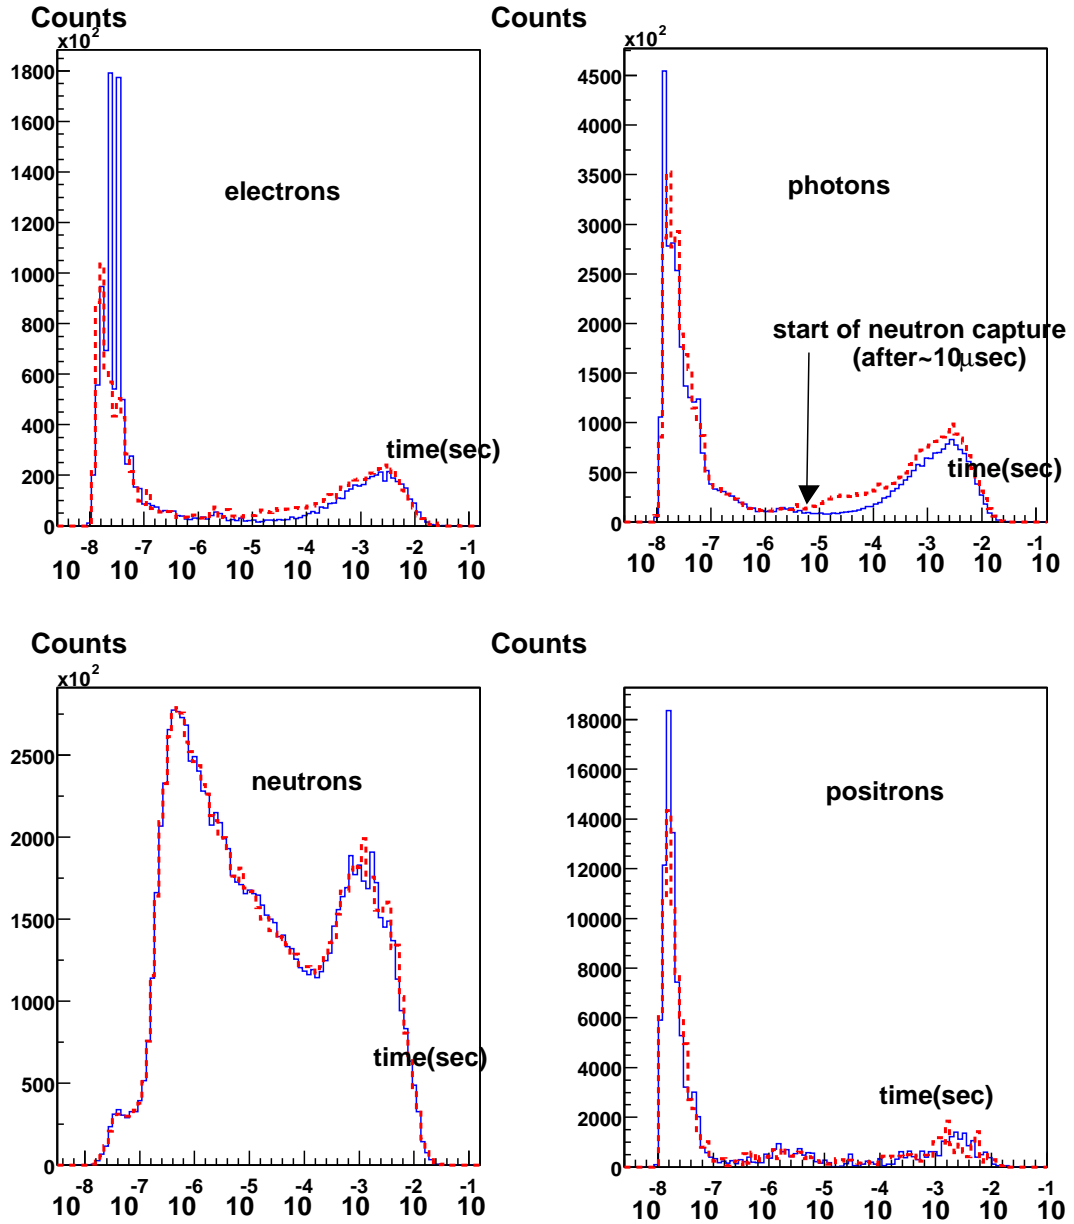 Counts
x10²
1800
1600
1400
1200
1000
800
600
400
200
0
electrons
time(sec)
10⁻⁸ 10⁻⁷ 10⁻⁶ 10⁻⁵ 10⁻⁴ 10⁻³ 10⁻² 10⁻¹
Counts
x10²
4500
4000
3500
3000
2500
2000
1500
1000
500
0
photons
start of neutron capture
(after~10μsec)
time(sec)
10⁻⁸ 10⁻⁷ 10⁻⁶ 10⁻⁵ 10⁻⁴ 10⁻³ 10⁻² 10⁻¹
Counts
x10²
2500
2000
1500
1000
500
0
neutrons
time(sec)
10⁻⁸ 10⁻⁷ 10⁻⁶ 10⁻⁵ 10⁻⁴ 10⁻³ 10⁻² 10⁻¹
Counts
18000
16000
14000
12000
10000
8000
6000
4000
2000
0
positrons
time(sec)
10⁻⁸ 10⁻⁷ 10⁻⁶ 10⁻⁵ 10⁻⁴ 10⁻³ 10⁻² 10⁻¹